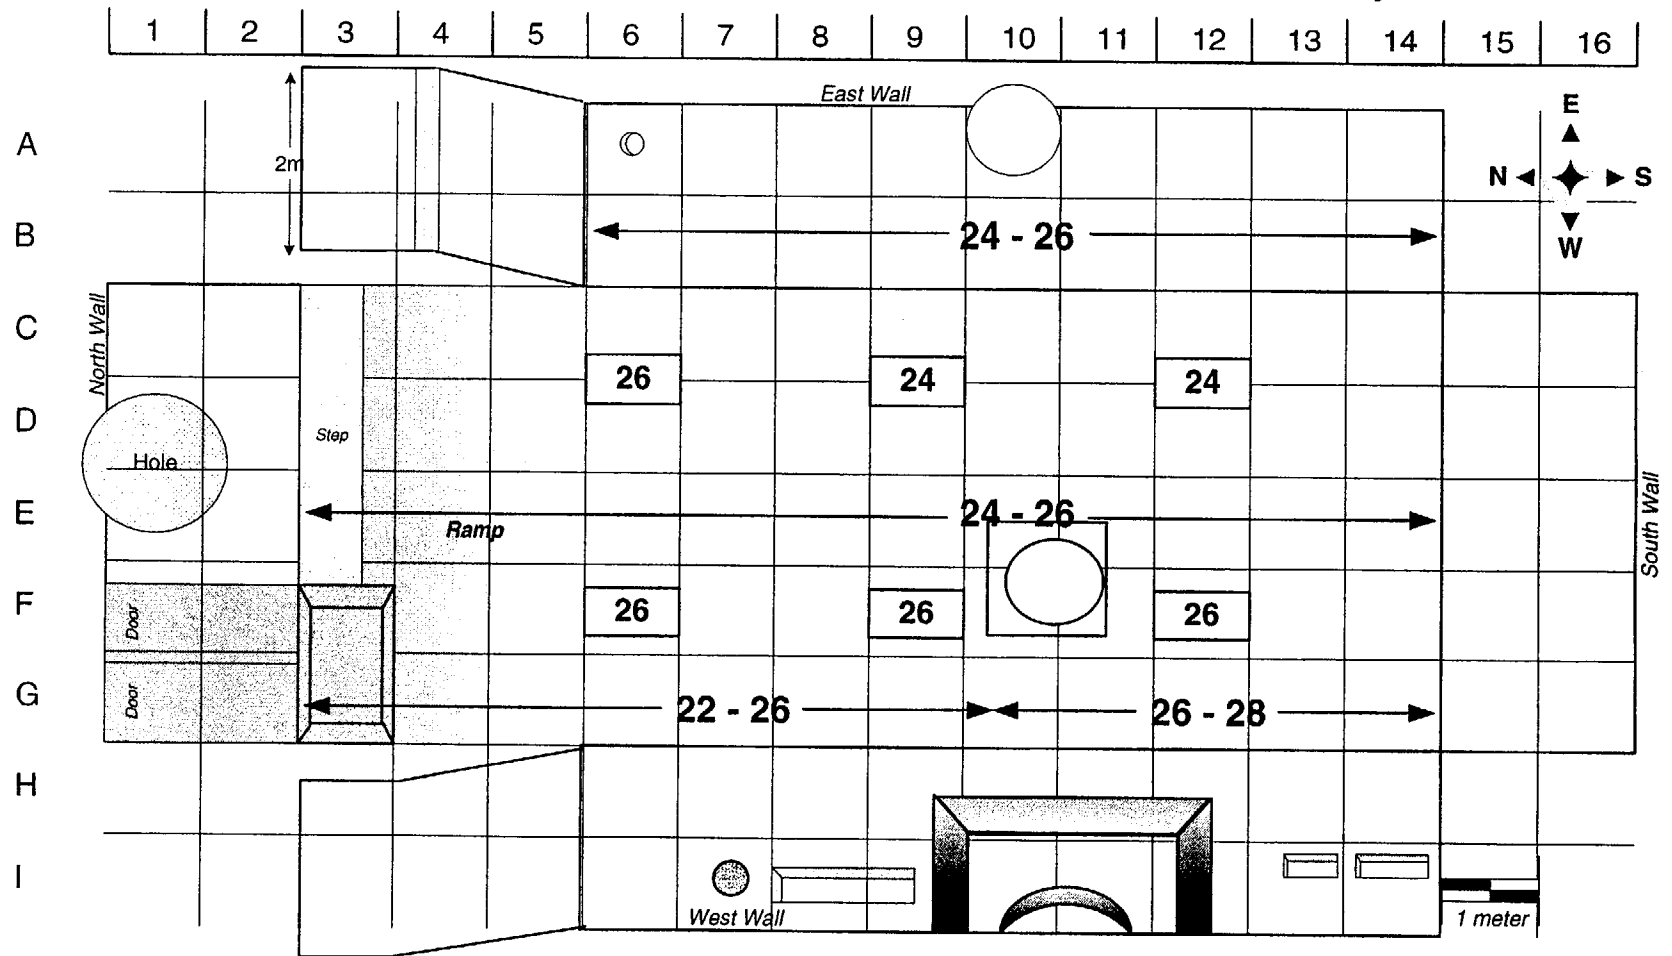 1 2 3 4 5 6 7 8 9 10 11 12 13 14 15 16
East Wall
E
A
2m
N S
B
24 - 26
W
C
North Wall
26 24 24
D
Step
Hole
South Wall
E
24 - 26
Ramp
F
Door
26 26 26
G
Door
22 - 26 26 - 28
H
I
West Wall
1 meter